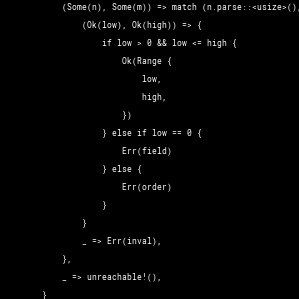 (Some(n), Some(m)) => match (n.parse::<usize>(),
(Ok(low), Ok(high)) => {
if low > 0 && low <= high {
Ok(Range {
low,
high,
})
} else if low == 0 {
Err(field)
} else {
Err(order)
}
}
_ => Err(inval),
},
_ => unreachable!(),
}